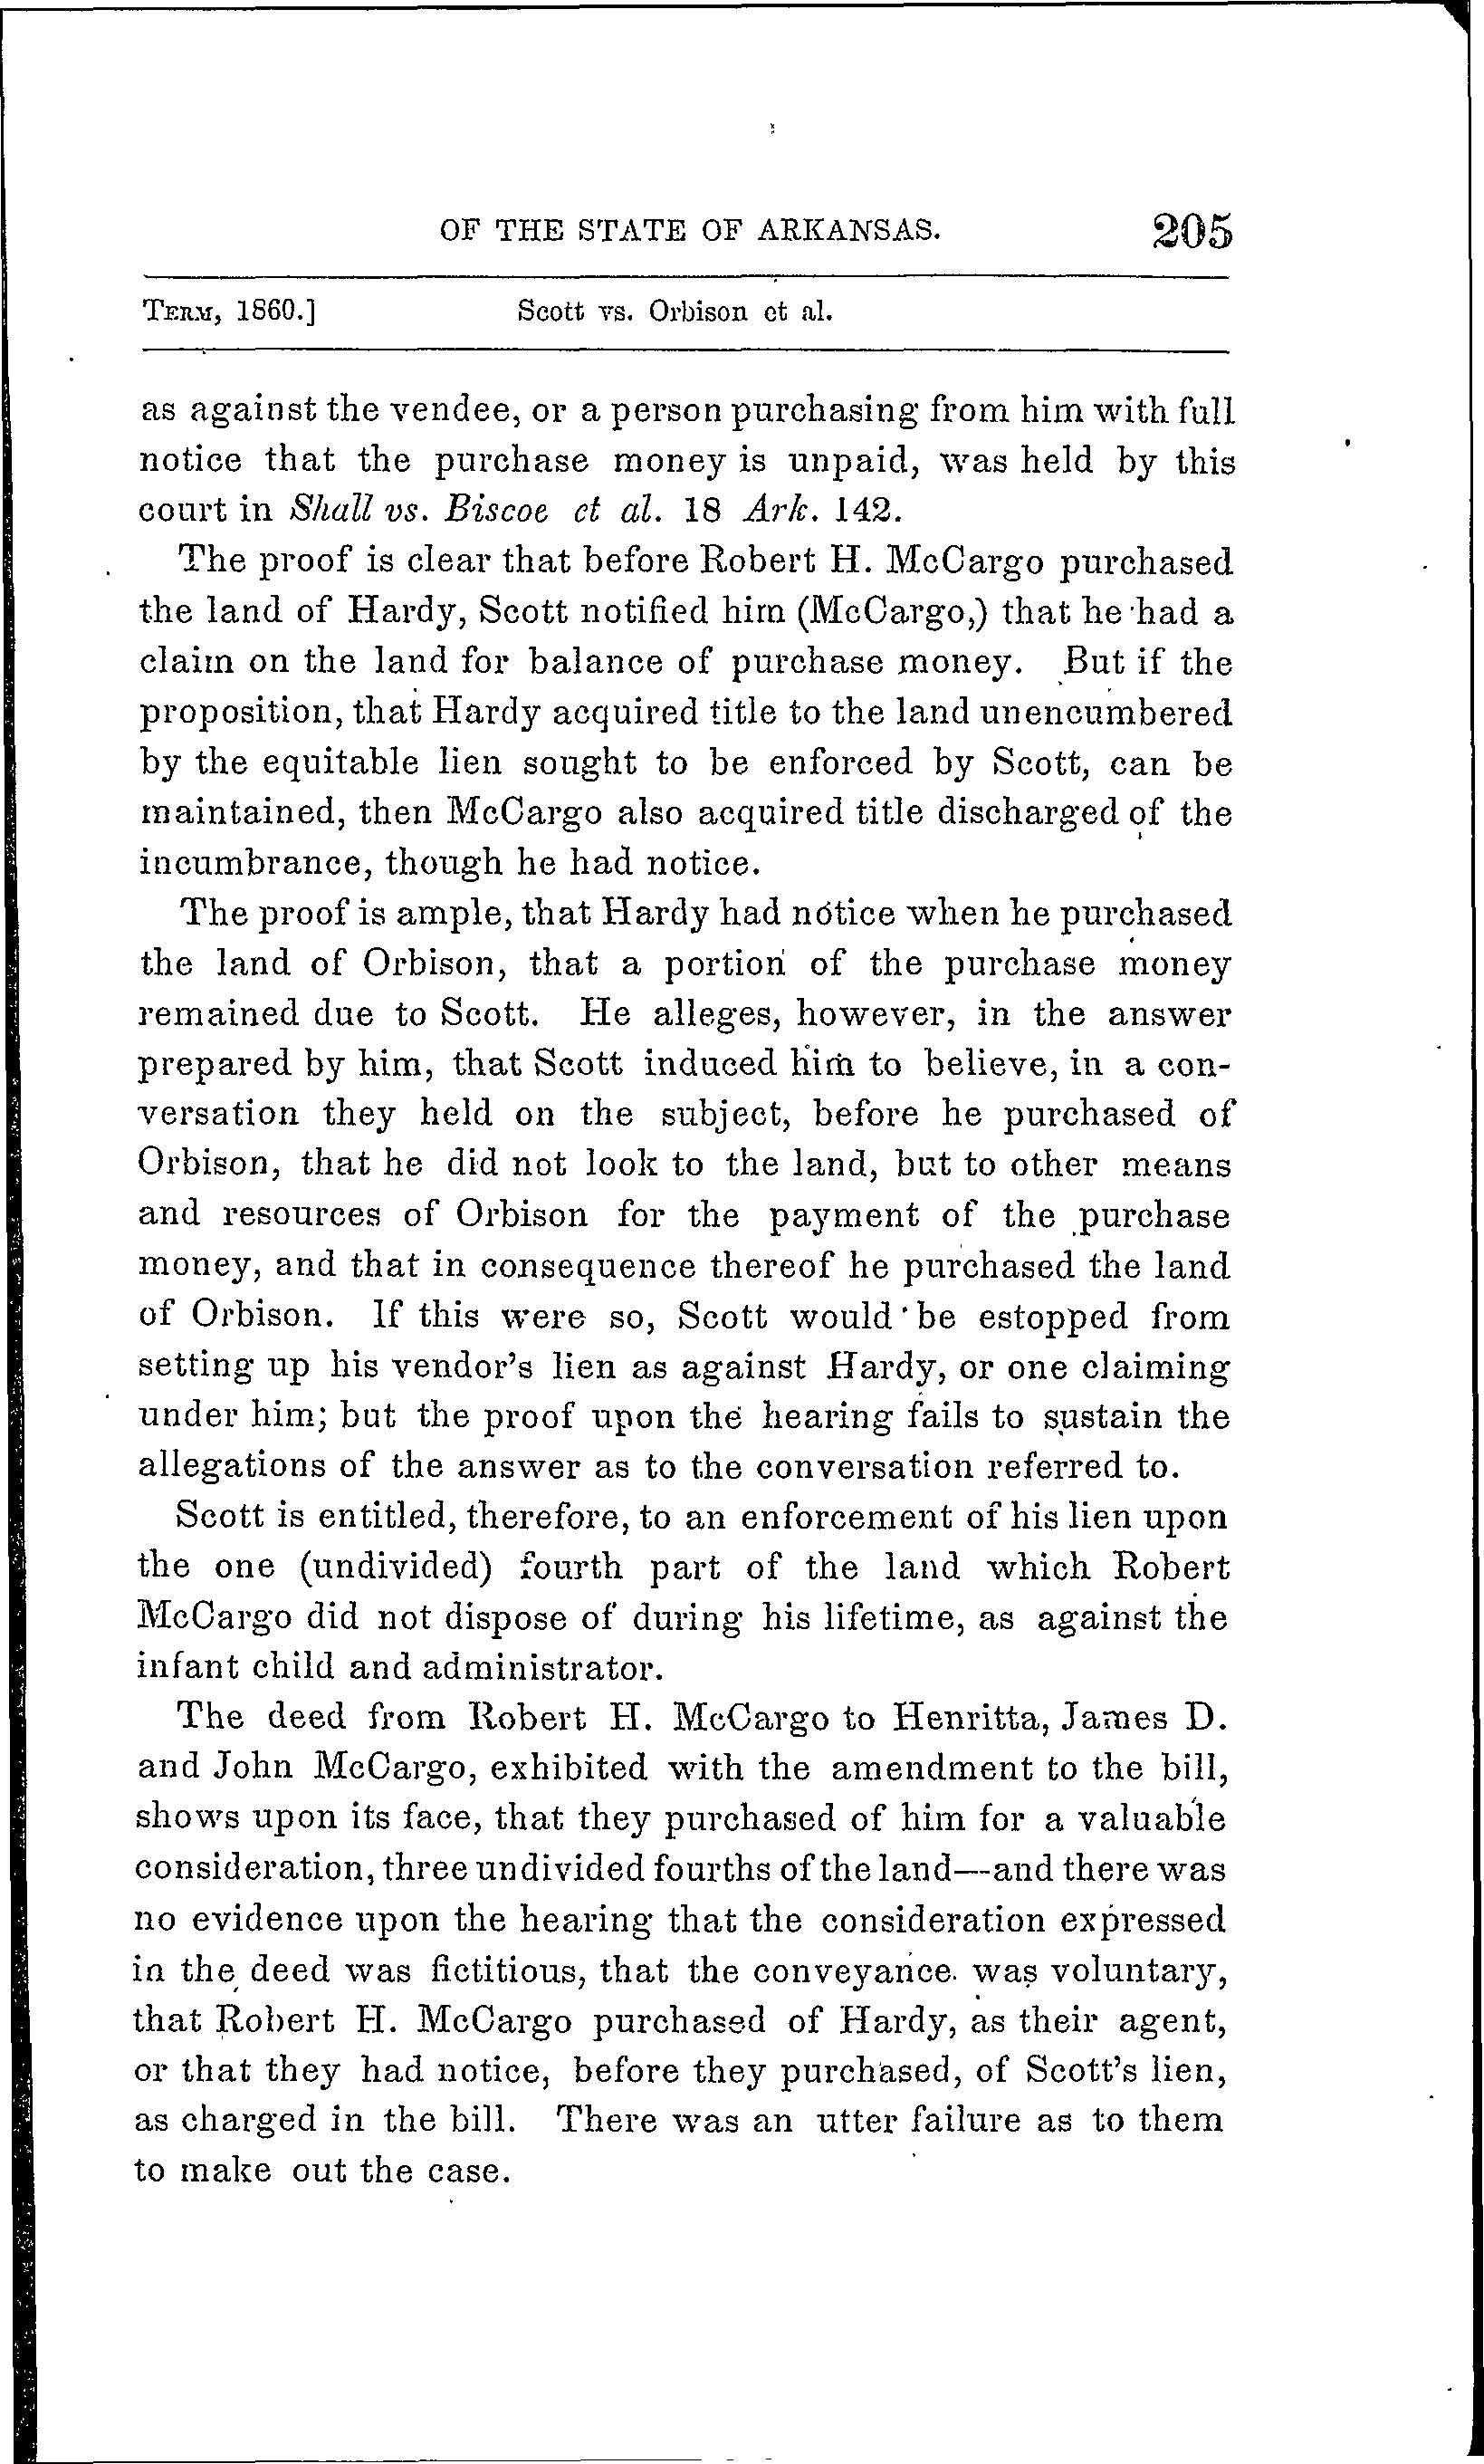 OF THE STATE OF ARKANSAS. 205
TERM, 1860.] Scott vs. Orbison et al.
as against the vendee, or a person purchasing from him with full
notice that the purchase money is unpaid, was held by this
court in Shall vs. Biscoe et al. 18 Ark. 142.
The proof is clear that before Robert H. McCargo purchased
the land of Hardy, Scott notified him (McCargo,) that he had a
claim on the land for balance of purchase money. But if the
proposition, that Hardy acquired title to the land unencumbered
by the equitable lien sought to be enforced by Scott, can be
maintained, then McCargo also acquired title discharged of the
incumbrance, though he had notice.
The proof is ample, that Hardy had notice when he purchased
the land of Orbison, that a portion of the purchase money
remained due to Scott. He alleges, however, in the answer
prepared by him, that Scott induced him to believe, in a con-
versation they held on the subject, before he purchased of
Orbison, that he did not look to the land, but to other means
and resources of Orbison for the payment of the purchase
money, and that in consequence thereof he purchased the land
of Orbison. If this were so, Scott would be estopped from
setting up his vendor's lien as against Hardy, or one claiming
under him; but the proof upon the hearing fails to sustain the
allegations of the answer as to the conversation referred to.
Scott is entitled, therefore, to an enforcement of his lien upon
the one (undivided) fourth part of the land which Robert
McCargo did not dispose of during his lifetime, as against the
infant child and administrator.
The deed from Robert H. McCargo to Henritta, James D.
and John McCargo, exhibited with the amendment to the bill,
shows upon its face, that they purchased of him for a valuable
consideration, three undivided fourths of the land—and there was
no evidence upon the hearing that the consideration expressed
in the deed was fictitious, that the conveyance was voluntary,
that Robert H. McCargo purchased of Hardy, as their agent,
or that they had notice, before they purchased, of Scott's lien,
as charged in the bill. There was an utter failure as to them
to make out the case.